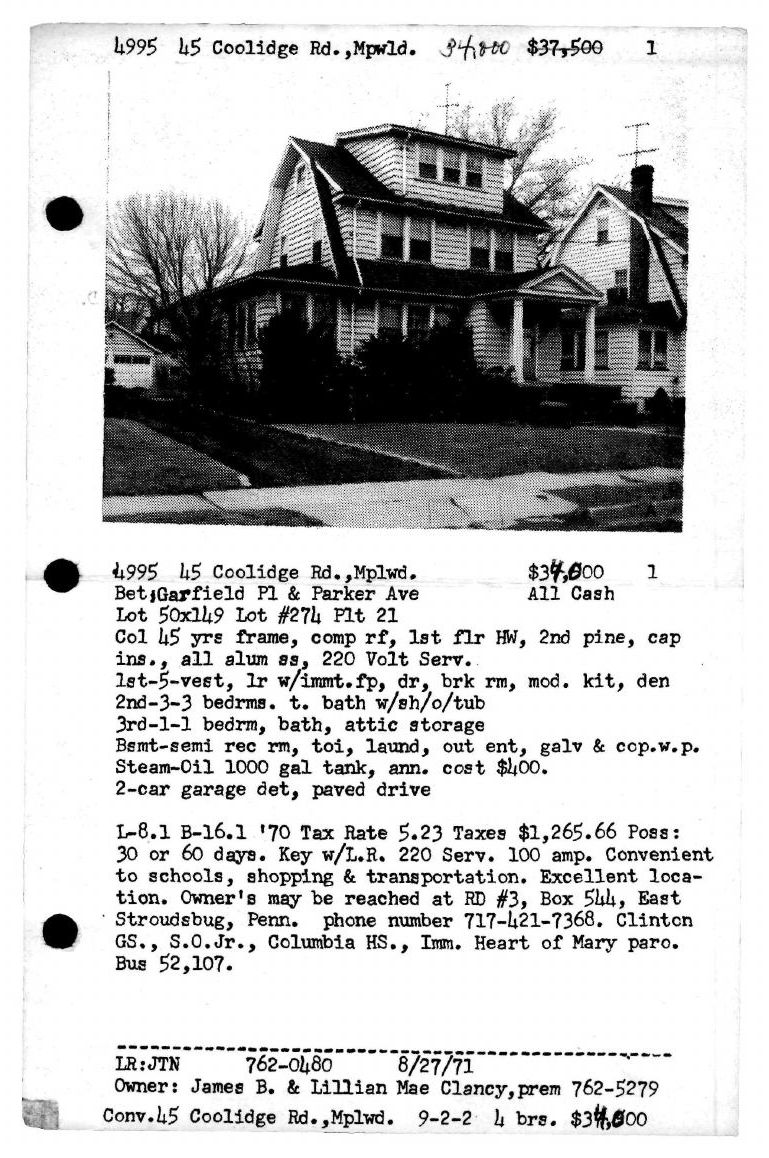 4995 45 Coolidge Rd.,Mpwld. 34,000 $37,500 1
4995 45 Coolidge Rd.,Mplwd. $34,000 1
Bet;Garfield Pl & Parker Ave All Cash
Lot 50x149 Lot #274 Plt 21
Col 45 yrs frame, comp rf, 1st flr HW, 2nd pine, cap
ins., all alum ss, 220 Volt Serv.
1st-5-vest, lr w/immt.fp, dr, brk rm, mod. kit, den
2nd-3-3 bedrms. t. bath w/sh/o/tub
3rd-1-1 bedrm, bath, attic storage
Bsmt-semi rec rm, toi, laund, out ent, galv & cop.w.p.
Steam-Oil 1000 gal tank, ann. cost $400.
2-car garage det, paved drive
L-8.1 B-16.1 '70 Tax Rate 5.23 Taxes $1,265.66 Poss:
30 or 60 days. Key w/L.R. 220 Serv. 100 amp. Convenient
to schools, shopping & transportation. Excellent loca-
tion. Owner's may be reached at RD #3, Box 544, East
Stroudsbug, Penn. phone number 717-421-7368. Clinton
GS., S.O.Jr., Columbia HS., Imm. Heart of Mary paro.
Bus 52,107.
LR:JTN 762-0480 8/27/71
Owner: James B. & Lillian Mae Clancy,prem 762-5279
Conv.45 Coolidge Rd.,Mplwd. 9-2-2 4 brs. $34,000